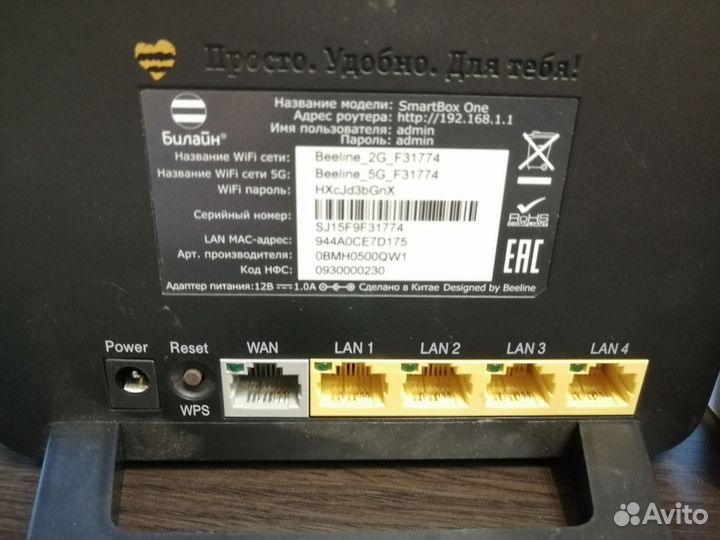 Просто. Удобно. Для тебя!
Билайн®
Название модели: SmartBox One
Адрес роутера: http://192.168.1.1
Имя пользователя: admin
Пароль: admin
Название WiFi сети: Beeline_2G_F31774
Название WiFi сети 5G: Beeline_5G_F31774
WiFi пароль: HXcJd3bGnX
Серийный номер:
SJ15F9F31774
LAN MAC-адрес: 944A0CE7D175
Арт. производителя: 0BMH0500QW1
Код НФС: 0930000230
Адаптер питания:12В 1.0A Сделано в Китае Designed by Beeline
RoHS
COMPLIANT
EAC
Power
Reset
WPS
WAN
LAN 1
LAN 2
LAN 3
LAN 4
Avito